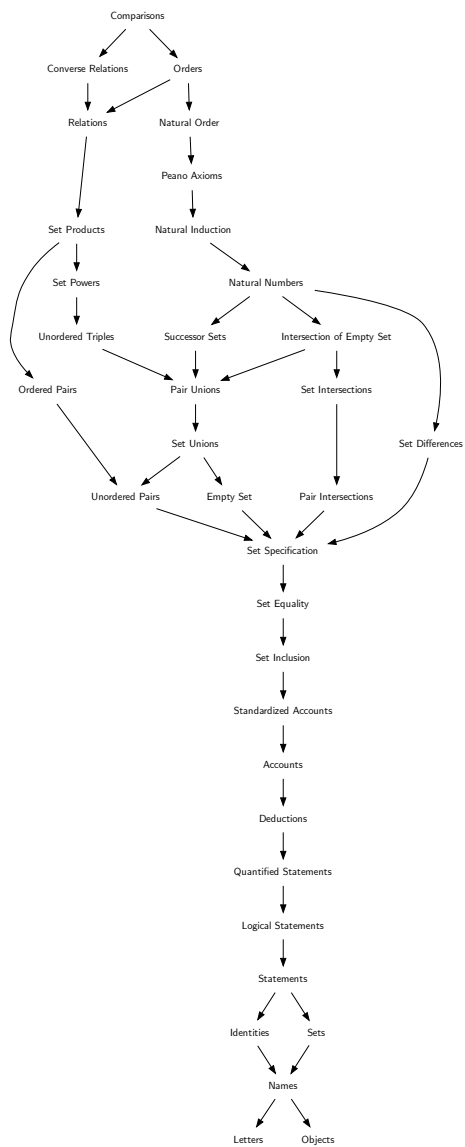 Comparisons
Converse Relations
Orders
Relations
Natural Order
Peano Axioms
Set Products
Natural Induction
Set Powers
Natural Numbers
Unordered Triples
Successor Sets
Intersection of Empty Set
Ordered Pairs
Pair Unions
Set Intersections
Set Unions
Set Differences
Unordered Pairs
Empty Set
Pair Intersections
Set Specification
Set Equality
Set Inclusion
Standardized Accounts
Accounts
Deductions
Quantified Statements
Logical Statements
Statements
Identities
Sets
Names
Letters
Objects